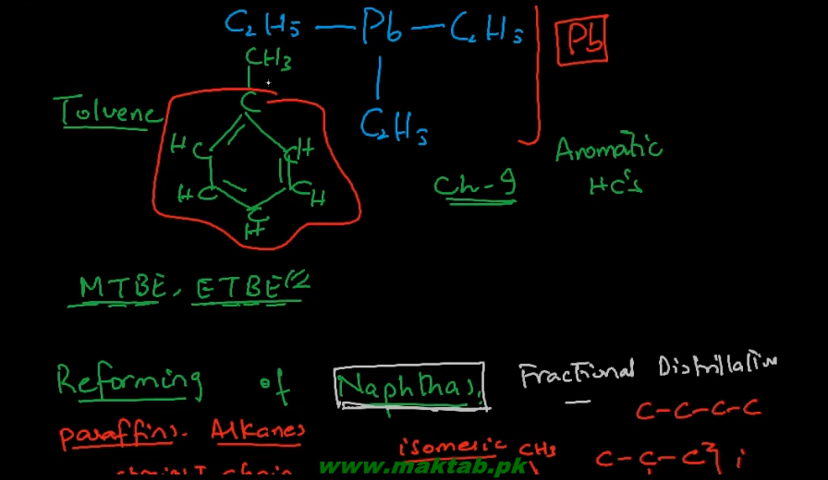 C2H5 — Pb — C2H5
Pb
CH3
C
Toluene
C2H5
H C
C H
Aromatic
HC's
H C
C H
C
H
Ch-9
MTBE, ETBE
Reforming of Naphthas
Fractional Distillation
C-C-C-C
paraffins. Alkanes
isomeric CH3
C-C-C
www.maktab.pk